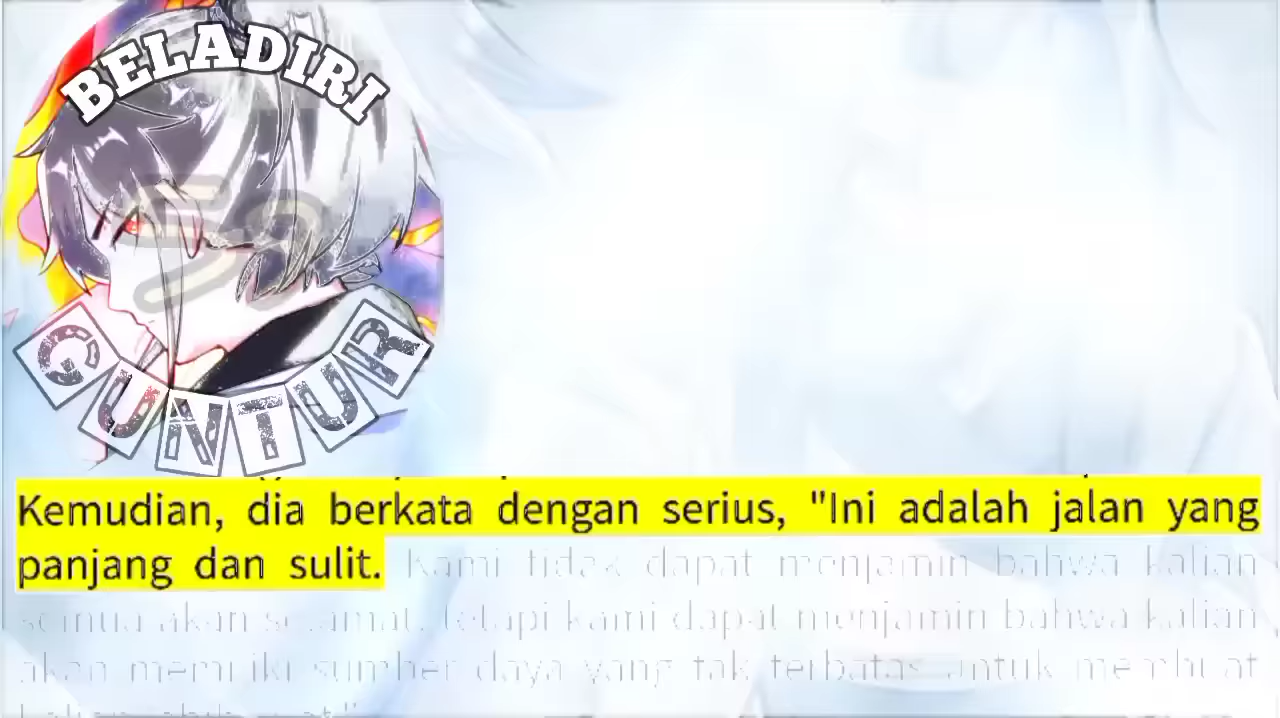 BELADIRI
GUNTUR
Kemudian, dia berkata dengan serius, "Ini adalah jalan yang
panjang dan sulit. Kami tidak dapat menjamin bahwa kalian
semua akan selamat, tetapi kami dapat menjamin bahwa kalian
akan memiliki sumber daya yang tak terbatas untuk membuat